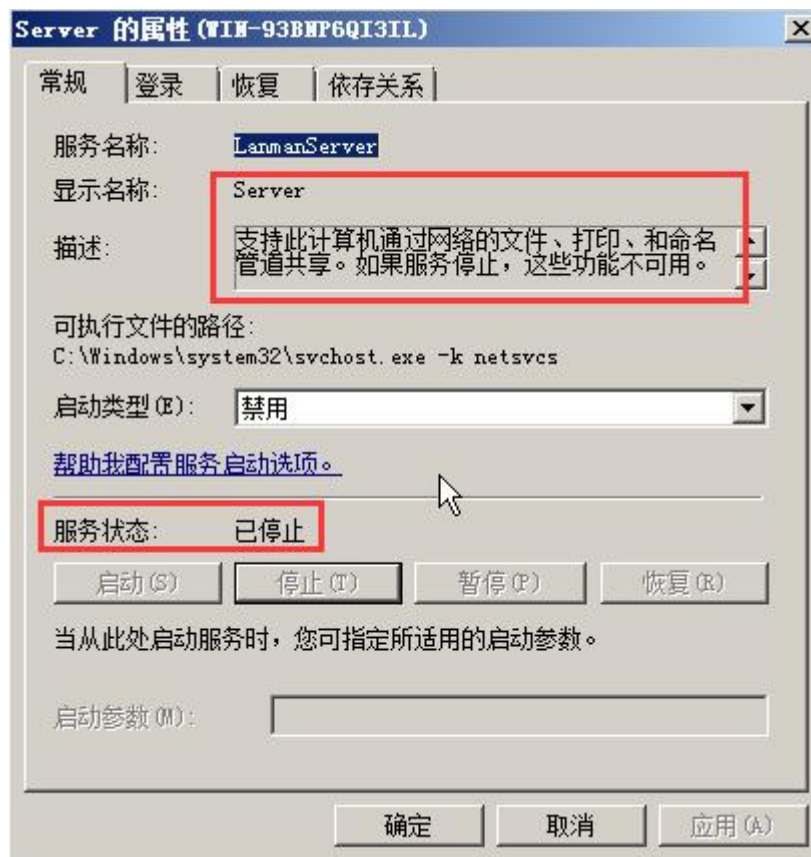 Server 的属性(WIN-93BNP6QI3IL)
常规 登录 恢复 依存关系
服务名称: LanmanServer
显示名称: Server
描述: 支持此计算机通过网络的文件、打印、和命名
管道共享。如果服务停止，这些功能不可用。
可执行文件的路径:
C:\Windows\system32\svchost.exe -k netsvcs
启动类型(E): 禁用
帮助我配置服务启动选项。
服务状态: 已停止
启动(S) 停止(T) 暂停(P) 恢复(R)
当从此处启动服务时，您可指定所适用的启动参数。
启动参数(M):
确定 取消 应用(A)